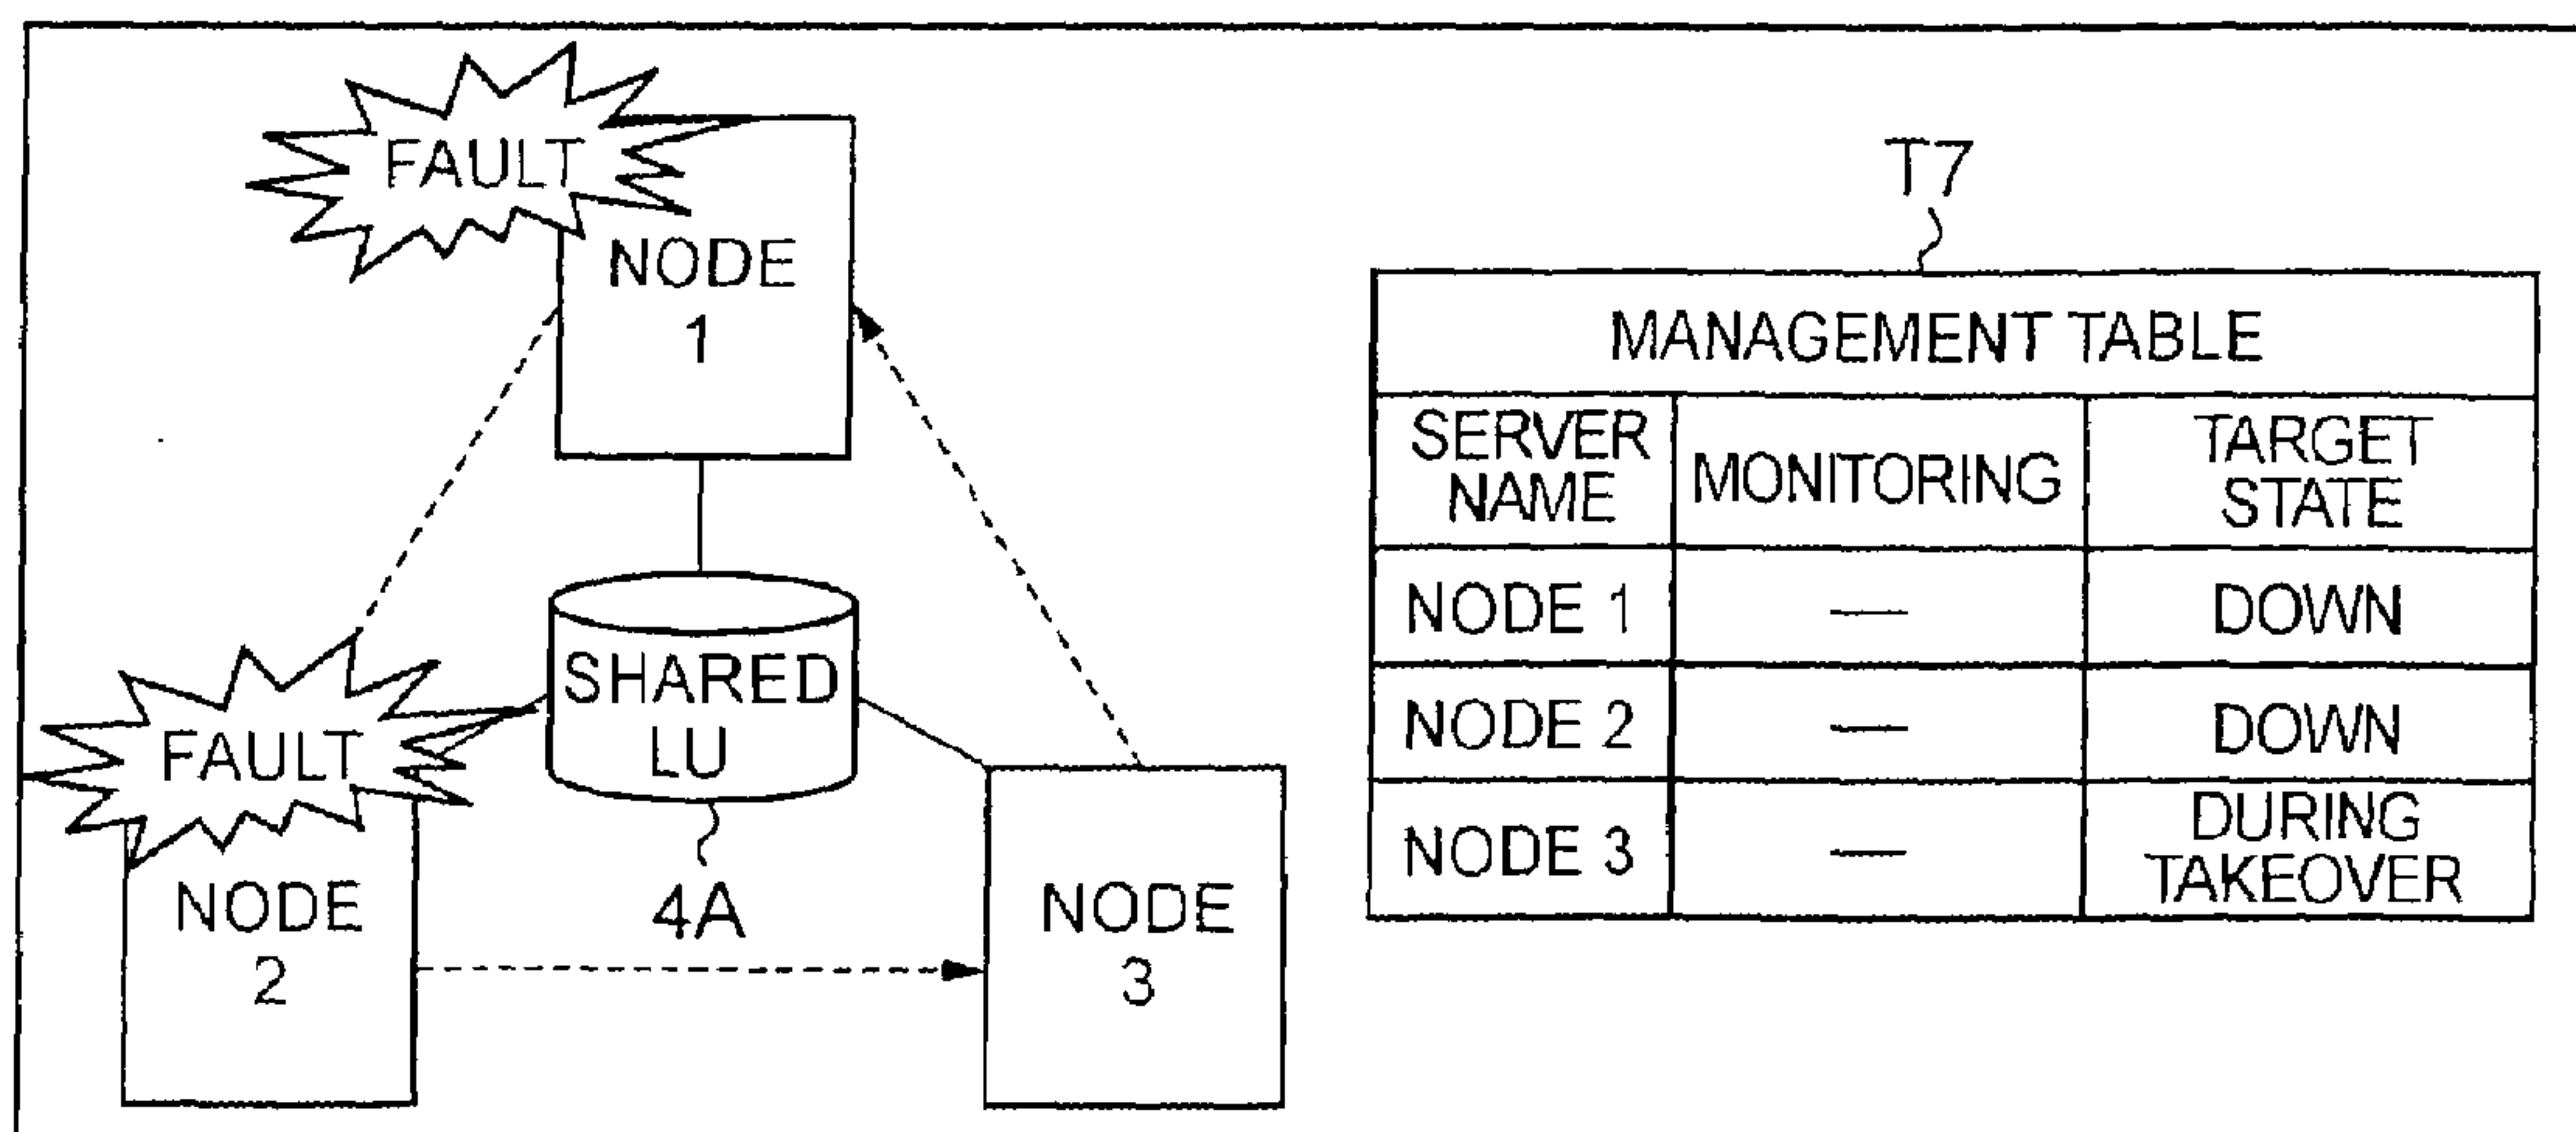 FAULT
NODE
1
SHARED
LU
4A
FAULT
NODE
2
NODE
3
T7
MANAGEMENT TABLE
SERVER NAME MONITORING TARGET STATE
NODE 1 — DOWN
NODE 2 — DOWN
NODE 3 — DURING TAKEOVER